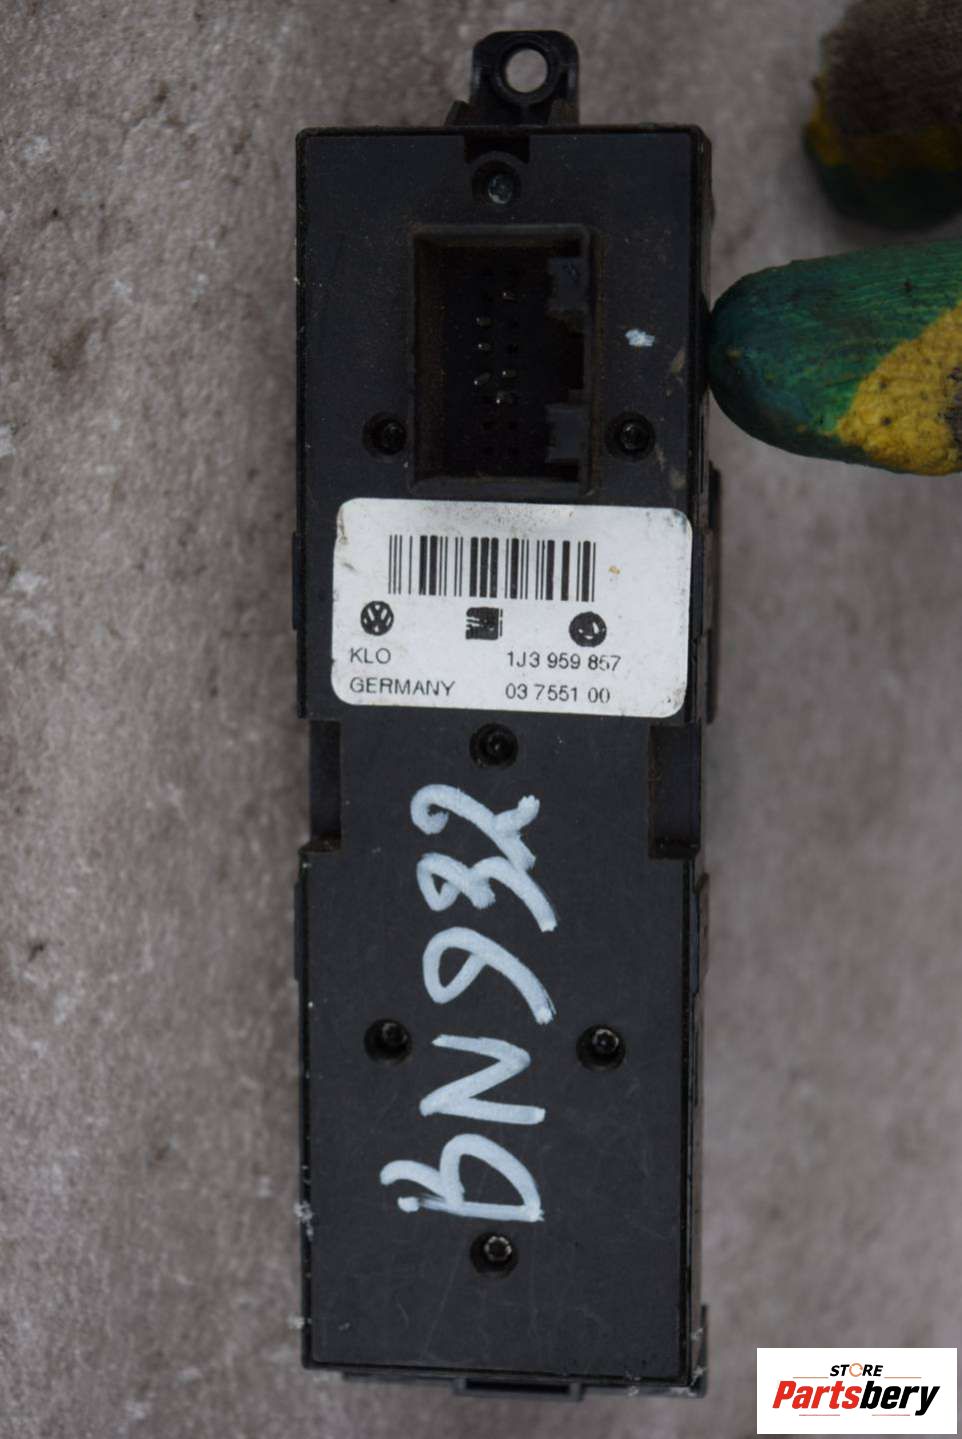 KLO 1J3 959 857
GERMANY 03 7551 00
BN932
STORE
Partsbery